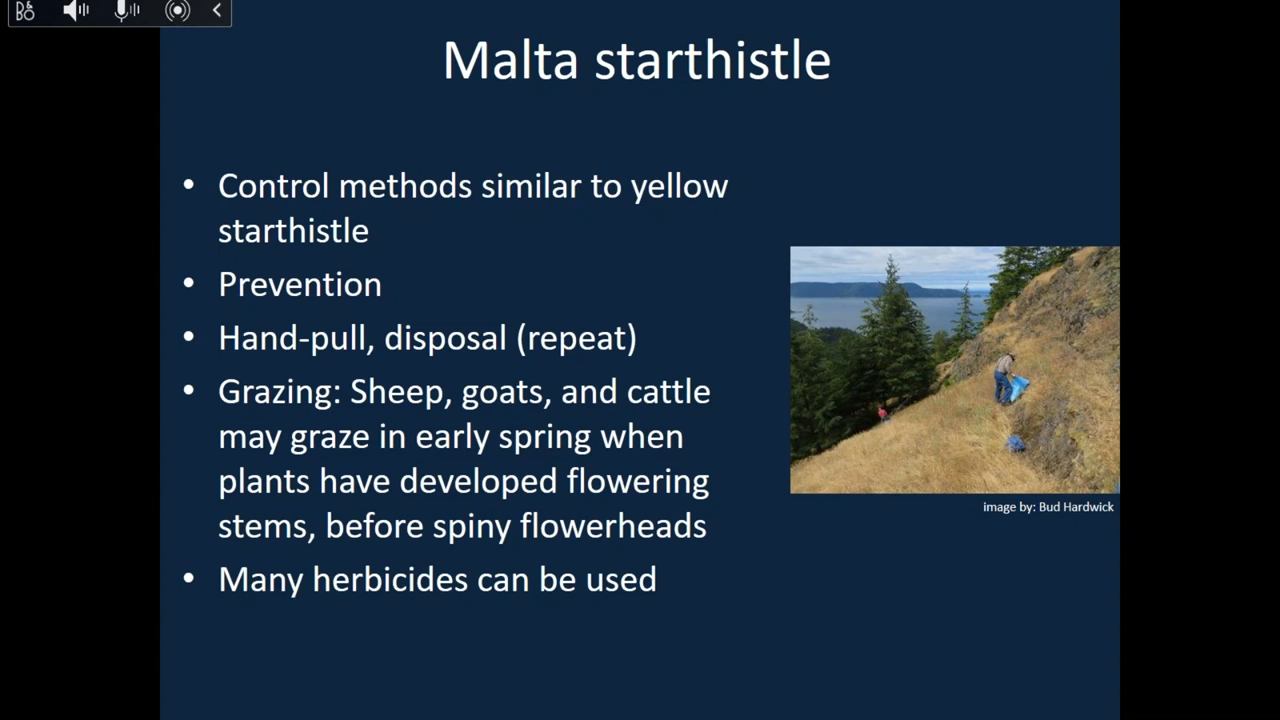 B&O
Malta starthistle
• Control methods similar to yellow
starthistle
• Prevention
• Hand-pull, disposal (repeat)
• Grazing: Sheep, goats, and cattle
may graze in early spring when
plants have developed flowering
stems, before spiny flowerheads
• Many herbicides can be used
image by: Bud Hardwick